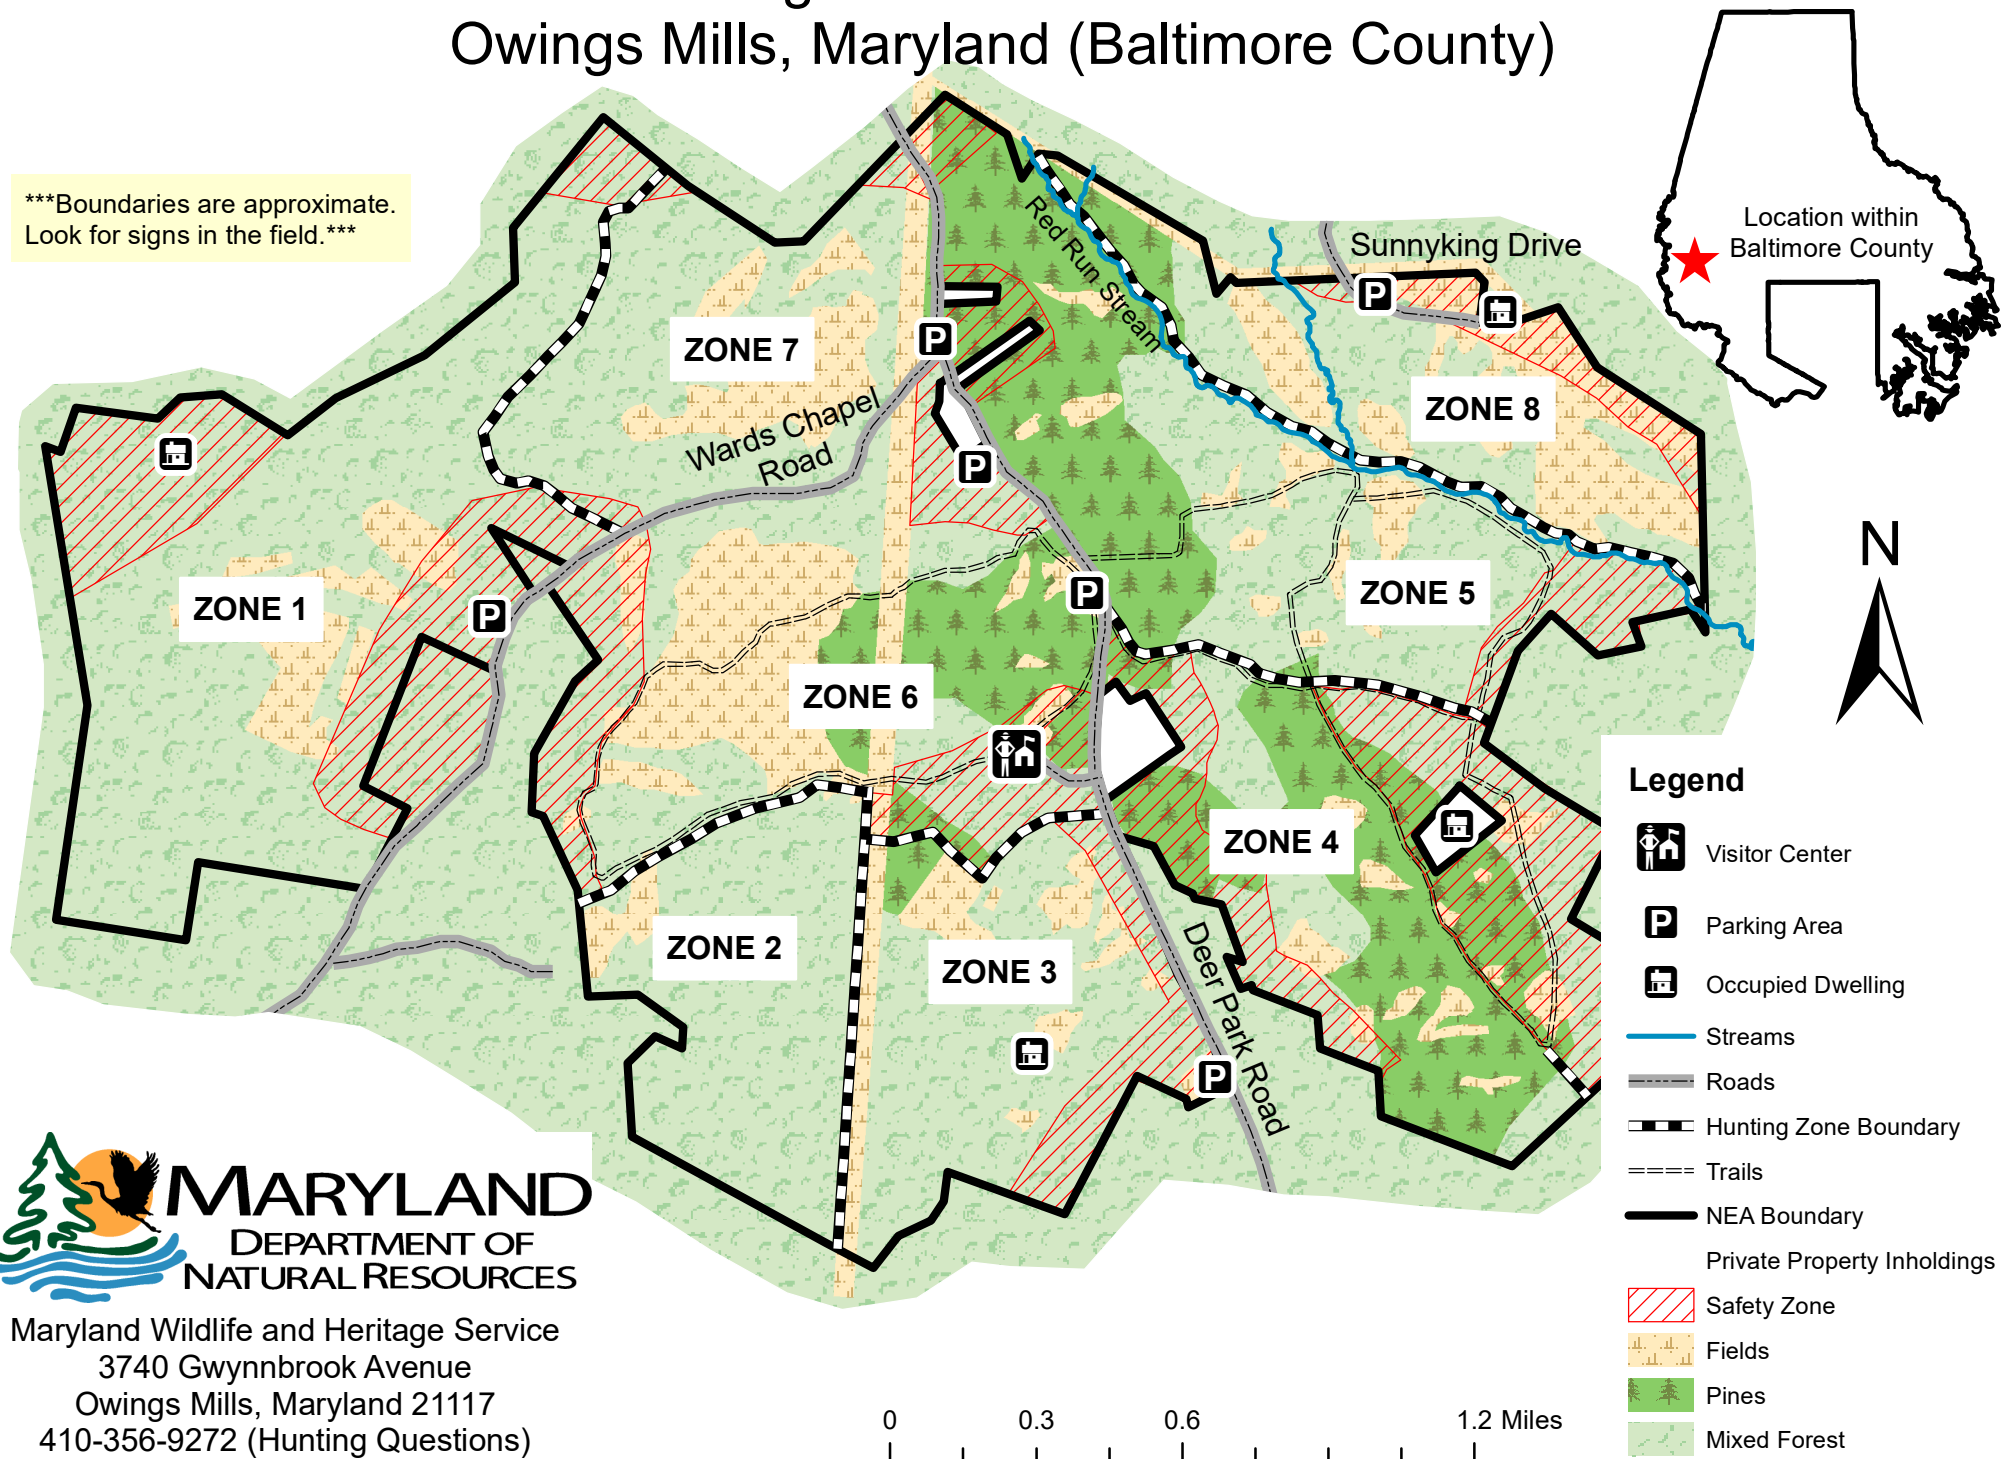 Owings Mills, Maryland (Baltimore County)
***Boundaries are approximate.
Look for signs in the field.***
Location within
Baltimore County
Sunnyking Drive
Red Run Stream
ZONE 7
ZONE 8
Wards Chapel
Road
P
P
P
P
P
P
ZONE 1
ZONE 5
ZONE 6
ZONE 4
ZONE 2
ZONE 3
Deer Park Road
N
Legend
Visitor Center
P Parking Area
Occupied Dwelling
Streams
Roads
Hunting Zone Boundary
Trails
NEA Boundary
Private Property Inholdings
Safety Zone
Fields
Pines
Mixed Forest
MARYLAND
DEPARTMENT OF
NATURAL RESOURCES
Maryland Wildlife and Heritage Service
3740 Gwynnbrook Avenue
Owings Mills, Maryland 21117
410-356-9272 (Hunting Questions)
0 0.3 0.6 1.2 Miles